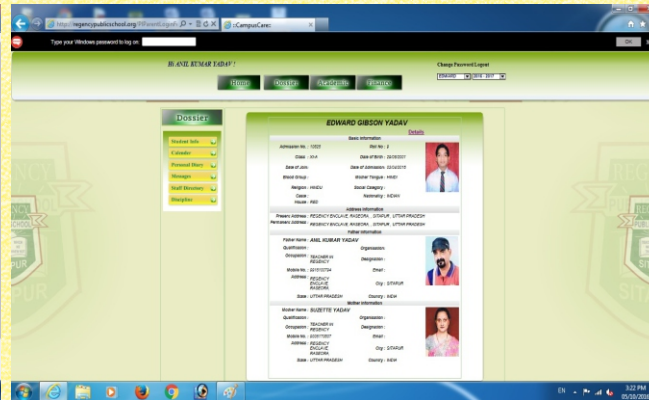 http://regencypublicschool.org
::CampusCare::
Type your Windows password to log on
OK
Hi ANIL KUMAR YADAV !
Change Password Logout
EDWARD 2016 - 2017
Home Dossier Academic Finance
Dossier
Student Info
Calender
Personal Diary
Messages
Staff Directory
Discipline
EDWARD GIBSON YADAV
Details
Basis Information
Admission No. :
Roll No :
Class :
Date of Birth :
Date of Join:
Date of Admission:
Blood Group :
Mother Tongue : HINDI
Religion : HINDU
Social Category :
Caste :
Nationality : INDIAN
House : RED
Address Information
Present Address : REGENCY ENCLAVE, RASEORA, , SITAPUR , UTTAR PRADESH
Permanent Address : REGENCY ENCLAVE, RASEORA, , SITAPUR , UTTAR PRADESH
Father Information
Father Name : ANIL KUMAR YADAV
Qualification :
Organisation :
Occupation : TEACHER IN REGENCY
Designation :
Mobile No. :
Email :
Address : REGENCY ENCLAVE, RASEORA,
City : SITAPUR
State : UTTAR PRADESH
Country : INDIA
Mother Information
Mother Name : SUZETTE YADAV
Qualification :
Organisation :
Occupation : TEACHER IN REGENCY
Designation :
Mobile No. :
Email :
Address : REGENCY ENCLAVE, RASEORA,
City : SITAPUR
State : UTTAR PRADESH
Country : INDIA
EN
3:22 PM
05/10/2016